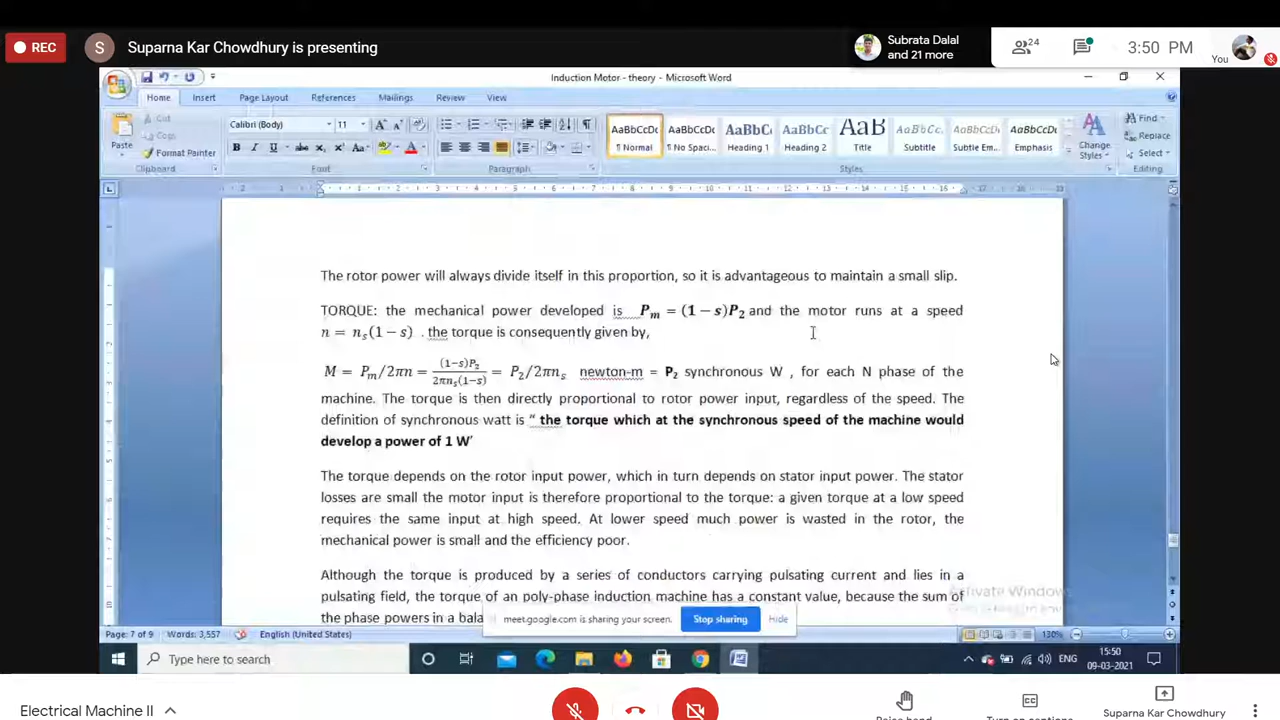 REC
S
Suparna Kar Chowdhury is presenting
Subrata Dalal
and 21 more
24
3:50 PM
You
Induction Motor - theory - Microsoft Word
Home Insert Page Layout References Mailings Review View
Cut
Copy
Format Painter
Paste
Calibri (Body) 11
AaBbCcDc AaBbCcDc AaBbC AaBbCc AaB AaBbCcL AaBbCcDc AaBbCcDc
¶ Normal ¶ No Spaci... Heading 1 Heading 2 Title Subtitle Subtle Em... Emphasis
Change
Styles
Find
Replace
Select
Clipboard Font Paragraph Styles Editing
The rotor power will always divide itself in this proportion, so it is advantageous to maintain a small slip.
TORQUE: the mechanical power developed is Pm = (1 − s)P2 and the motor runs at a speed
n = ns(1 − s) . the torque is consequently given by,
M = Pm/2πn = (1−s)P2 / 2πns(1−s) = P2/2πns newton-m = P2 synchronous W , for each N phase of the
machine. The torque is then directly proportional to rotor power input, regardless of the speed. The
definition of synchronous watt is “ the torque which at the synchronous speed of the machine would
develop a power of 1 W’
The torque depends on the rotor input power, which in turn depends on stator input power. The stator
losses are small the motor input is therefore proportional to the torque: a given torque at a low speed
requires the same input at high speed. At lower speed much power is wasted in the rotor, the
mechanical power is small and the efficiency poor.
Although the torque is produced by a series of conductors carrying pulsating current and lies in a
pulsating field, the torque of an poly-phase induction machine has a constant value, because the sum of
the phase powers in a bala
Activate Windows
meet.google.com is sharing your screen. Stop sharing Hide
Page: 7 of 9 Words: 3,557 English (United States) 130%
Type here to search
ENG
15:50
09-03-2021
Electrical Machine II
Raise hand
Turn on captions
Suparna Kar Chowdhury